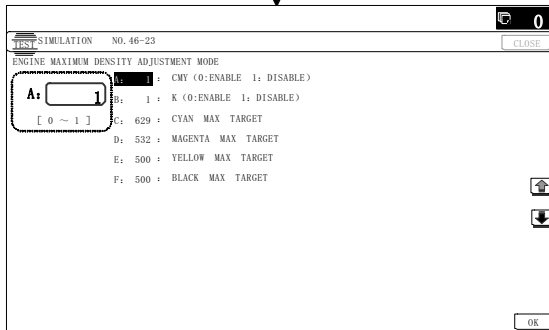 0
TEST SIMULATION NO. 46-23
CLOSE
ENGINE MAXIMUM DENSITY ADJUSTMENT MODE
A: 1
[ 0 ~ 1 ]
A: 1 : CMY (0:ENABLE 1: DISABLE)
B: 1 : K (0:ENABLE 1: DISABLE)
C: 629 : CYAN MAX TARGET
D: 532 : MAGENTA MAX TARGET
E: 500 : YELLOW MAX TARGET
F: 500 : BLACK MAX TARGET
OK